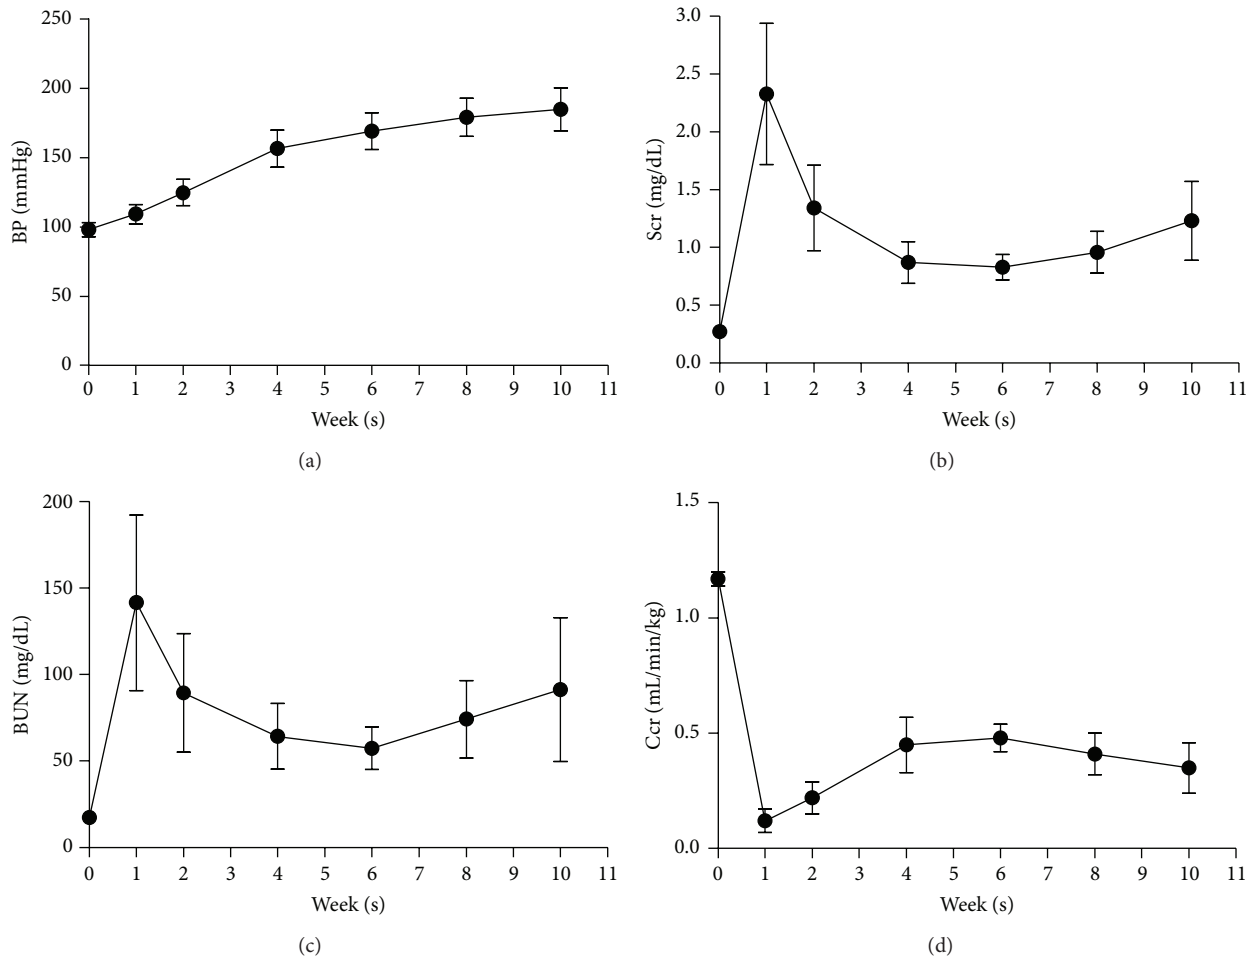 250
200
150
100
50
0
BP (mmHg)
0 1 2 3 4 5 6 7 8 9 10 11
Week (s)
(a)
3.0
2.5
2.0
1.5
1.0
0.5
0.0
Scr (mg/dL)
0 1 2 3 4 5 6 7 8 9 10 11
Week (s)
(b)
200
150
100
50
0
BUN (mg/dL)
0 1 2 3 4 5 6 7 8 9 10 11
Week (s)
(c)
1.5
1.0
0.5
0.0
Ccr (mL/min/kg)
0 1 2 3 4 5 6 7 8 9 10 11
Week (s)
(d)